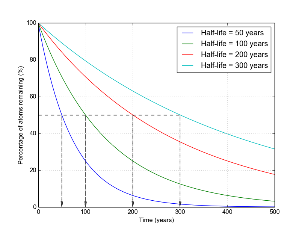 100
80
60
40
20
0
Percentage of atoms remaining (%)
Half-life = 50 years
Half-life = 100 years
Half-life = 200 years
Half-life = 300 years
0 100 200 300 400 500
Time (years)